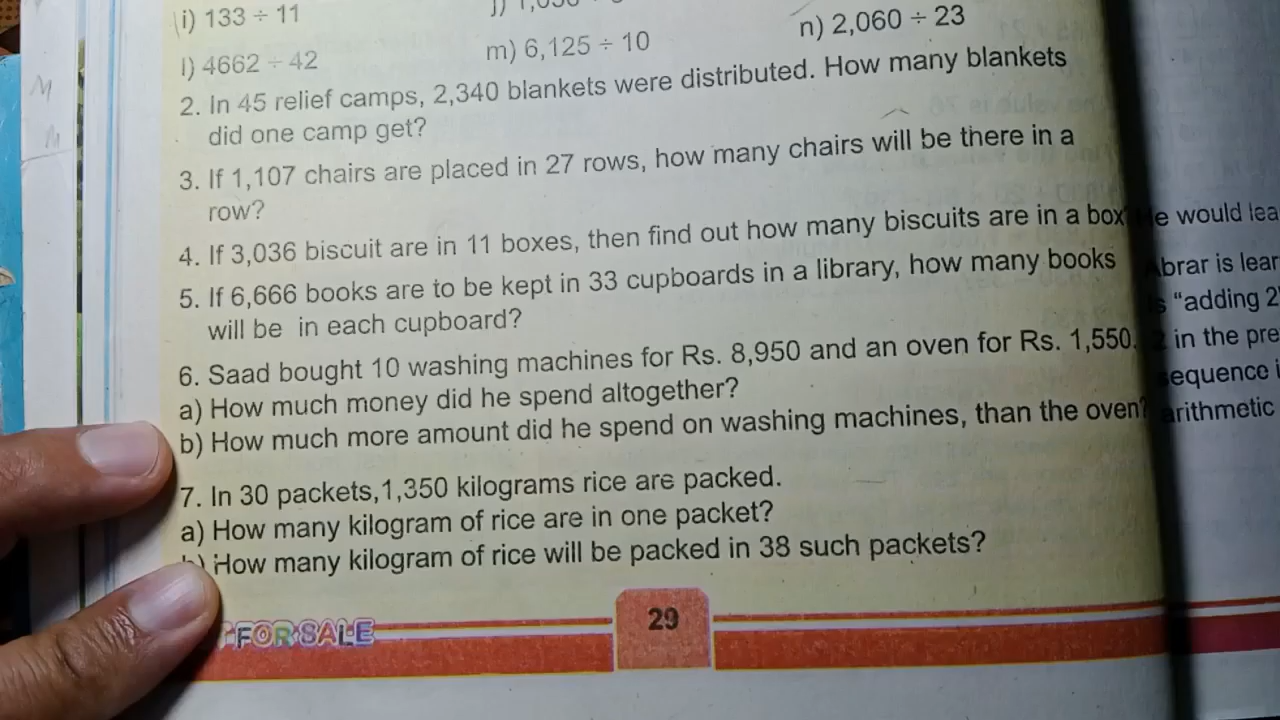 i) 133 ÷ 11
l) 4662 ÷ 42
m) 6,125 ÷ 10
n) 2,060 ÷ 23
2. In 45 relief camps, 2,340 blankets were distributed. How many blankets
did one camp get?
3. If 1,107 chairs are placed in 27 rows, how many chairs will be there in a
row?
4. If 3,036 biscuit are in 11 boxes, then find out how many biscuits are in a box
5. If 6,666 books are to be kept in 33 cupboards in a library, how many books
will be in each cupboard?
6. Saad bought 10 washing machines for Rs. 8,950 and an oven for Rs. 1,550.
a) How much money did he spend altogether?
b) How much more amount did he spend on washing machines, than the oven?
7. In 30 packets,1,350 kilograms rice are packed.
a) How many kilogram of rice are in one packet?
How many kilogram of rice will be packed in 38 such packets?
FOR SALE
29
would lea
is lear
"adding 2
in the pre
arithmetic